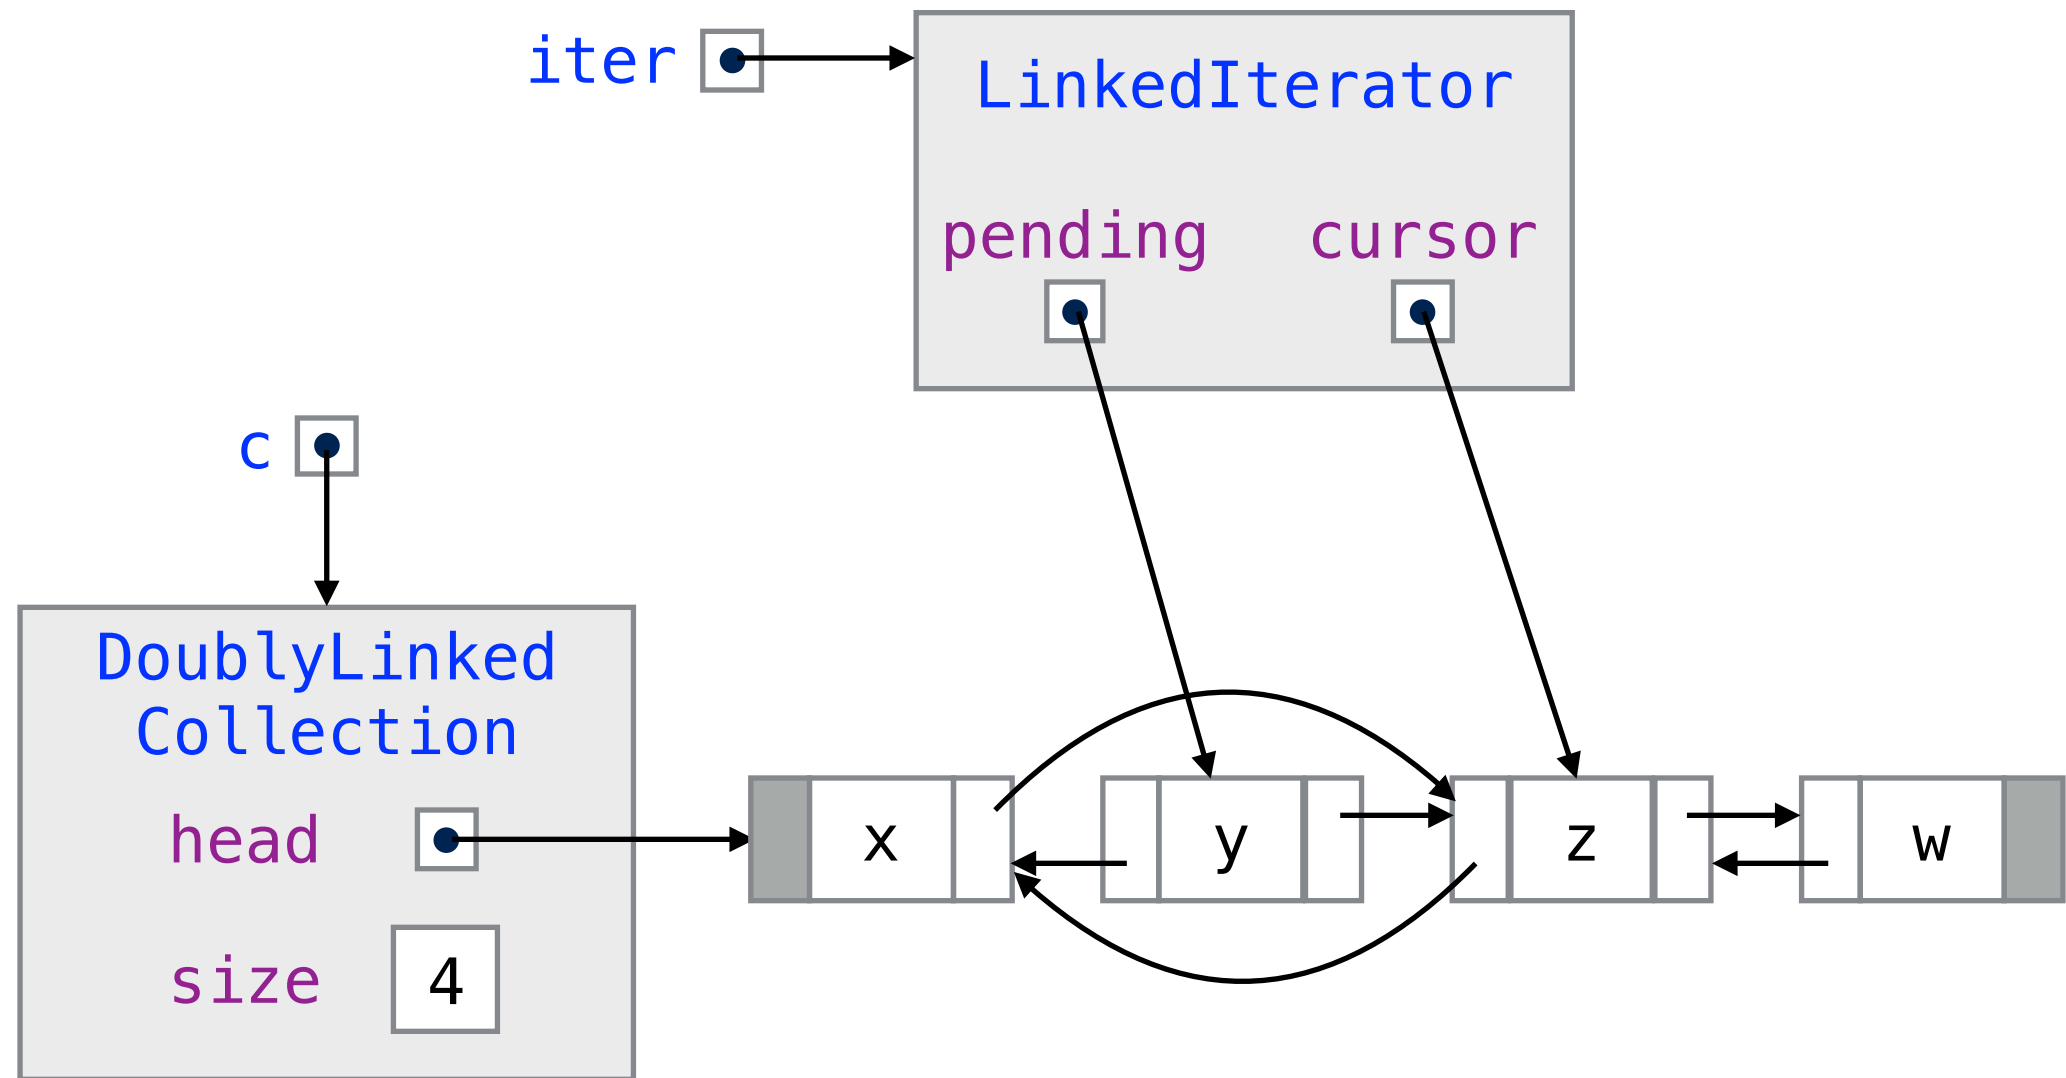 iter
LinkedIterator
pending cursor
c
DoublyLinked
Collection
head
x y z w
size 4